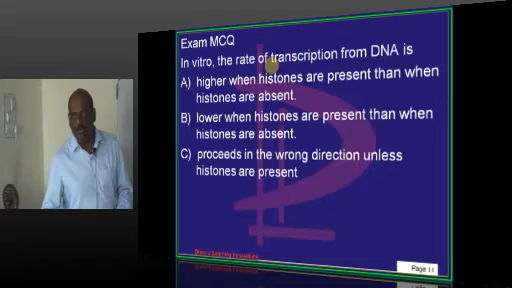 Exam MCQ
In vitro, the rate of transcription from DNA is
A) higher when histones are present than when
histones are absent.
B) lower when histones are present than when
histones are absent.
C) proceeds in the wrong direction unless
histones are present
Learning
Page 11